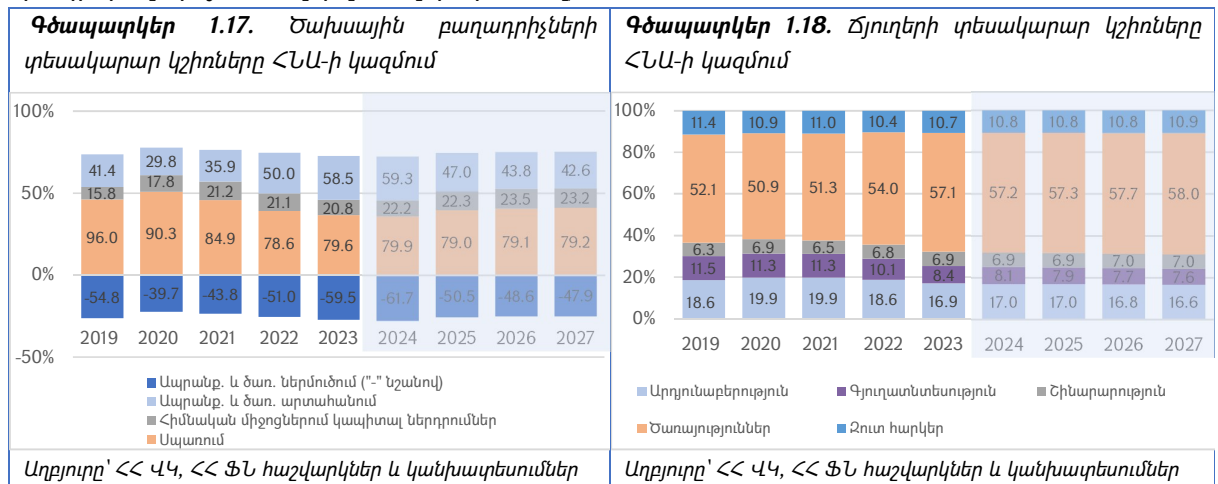 Գծապատկեր 1.17. Ծախսային բաղադրիչների
տեսակարար կշիռները ՀՆԱ-ի կազմում
100%
50%
0%
-50%
41.4 29.8 35.9 50.0 58.5 59.3 47.0 43.8 42.6
15.8 17.8 21.2 21.1 20.8 22.2 22.3 23.5 23.2
96.0 90.3 84.9 78.6 79.6 79.9 79.0 79.1 79.2
-54.8 -39.7 -43.8 -51.0 -59.5 -61.7 -50.5 -48.6 -47.9
2019 2020 2021 2022 2023 2024 2025 2026 2027
Ապրանք. և ծառ. ներմուծում ("-" նշանով)
Ապրանք. և ծառ. արտահանում
Հիմնական միջոցներում կապիտալ ներդրումներ
Սպառում
Աղբյուրը՝ ՀՀ ՎԿ, ՀՀ ՖՆ հաշվարկներ և կանխատեսումներ
Գծապատկեր 1.18. Ճյուղերի տեսակարար կշիռները
ՀՆԱ-ի կազմում
100%
80%
60%
40%
20%
0%
11.4 10.9 11.0 10.4 10.7 10.8 10.8 10.8 10.9
52.1 50.9 51.3 54.0 57.1 57.2 57.3 57.7 58.0
6.3 6.9 6.5 6.8 6.9 6.9 6.9 7.0 7.0
11.5 11.3 11.3 10.1 8.4 8.1 7.9 7.7 7.6
18.6 19.9 19.9 18.6 16.9 17.0 17.0 16.8 16.6
2019 2020 2021 2022 2023 2024 2025 2026 2027
Արդյունաբերություն Գյուղատնտեսություն Շինարարություն
Ծառայություններ Զուտ հարկեր
Աղբյուրը՝ ՀՀ ՎԿ, ՀՀ ՖՆ հաշվարկներ և կանխատեսումներ